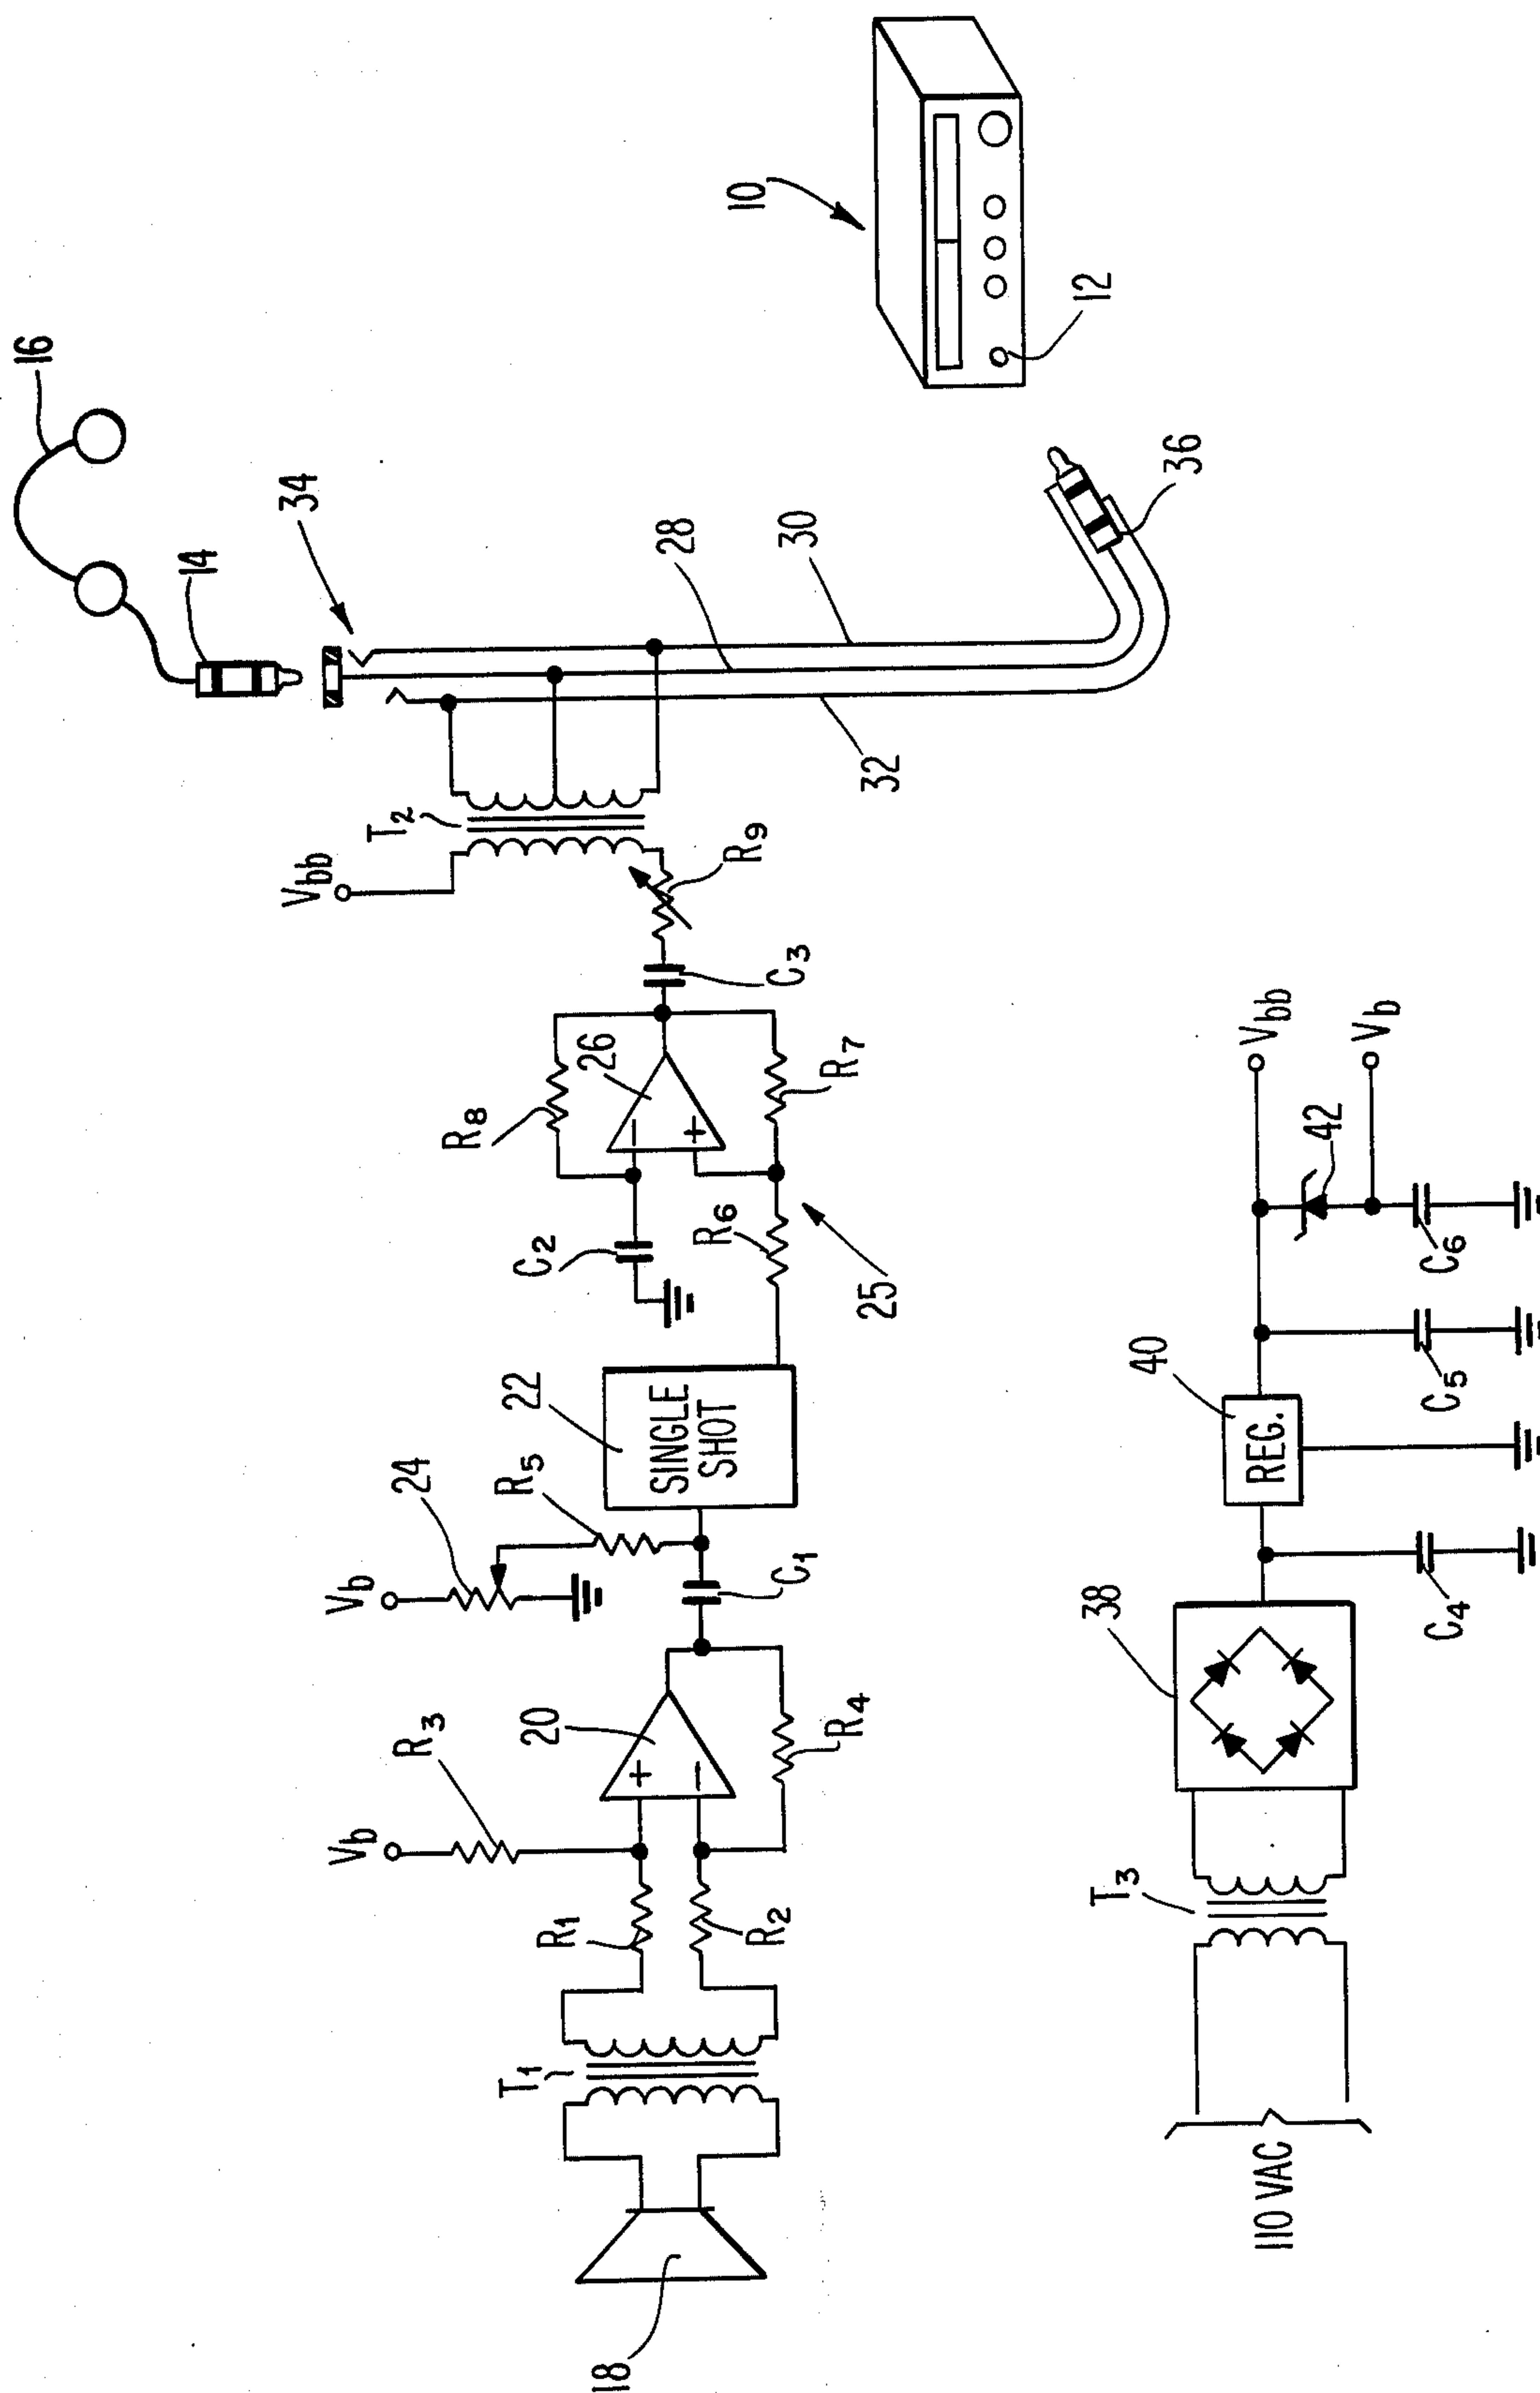 16
14
34
10
12
30
28
32
36
T2
Vbb
R9
C3
26
R8
R7
−
+
C2
R6
25
22
SINGLE
SHOT
24
R5
Vb
C1
20
R3
Vb
+
−
R4
R1
R2
T1
18
Vbb
Vb
42
C6
C5
40
REG.
C4
38
T3
110 VAC